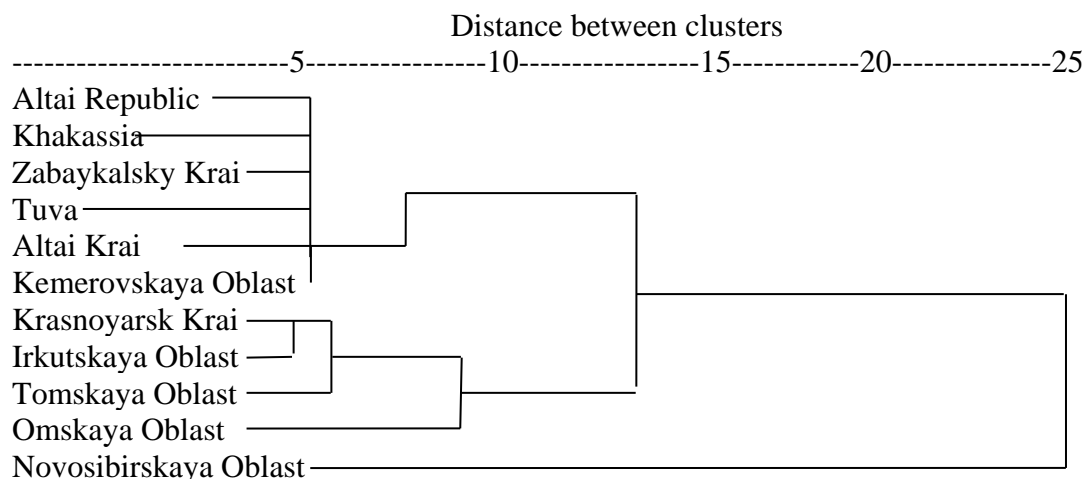 Distance between clusters
--------------------------5-----------------10-----------------15------------20---------------25
Altai Republic
Khakassia
Zabaykalsky Krai
Tuva
Altai Krai
Kemerovskaya Oblast
Krasnoyarsk Krai
Irkutskaya Oblast
Tomskaya Oblast
Omskaya Oblast
Novosibirskaya Oblast